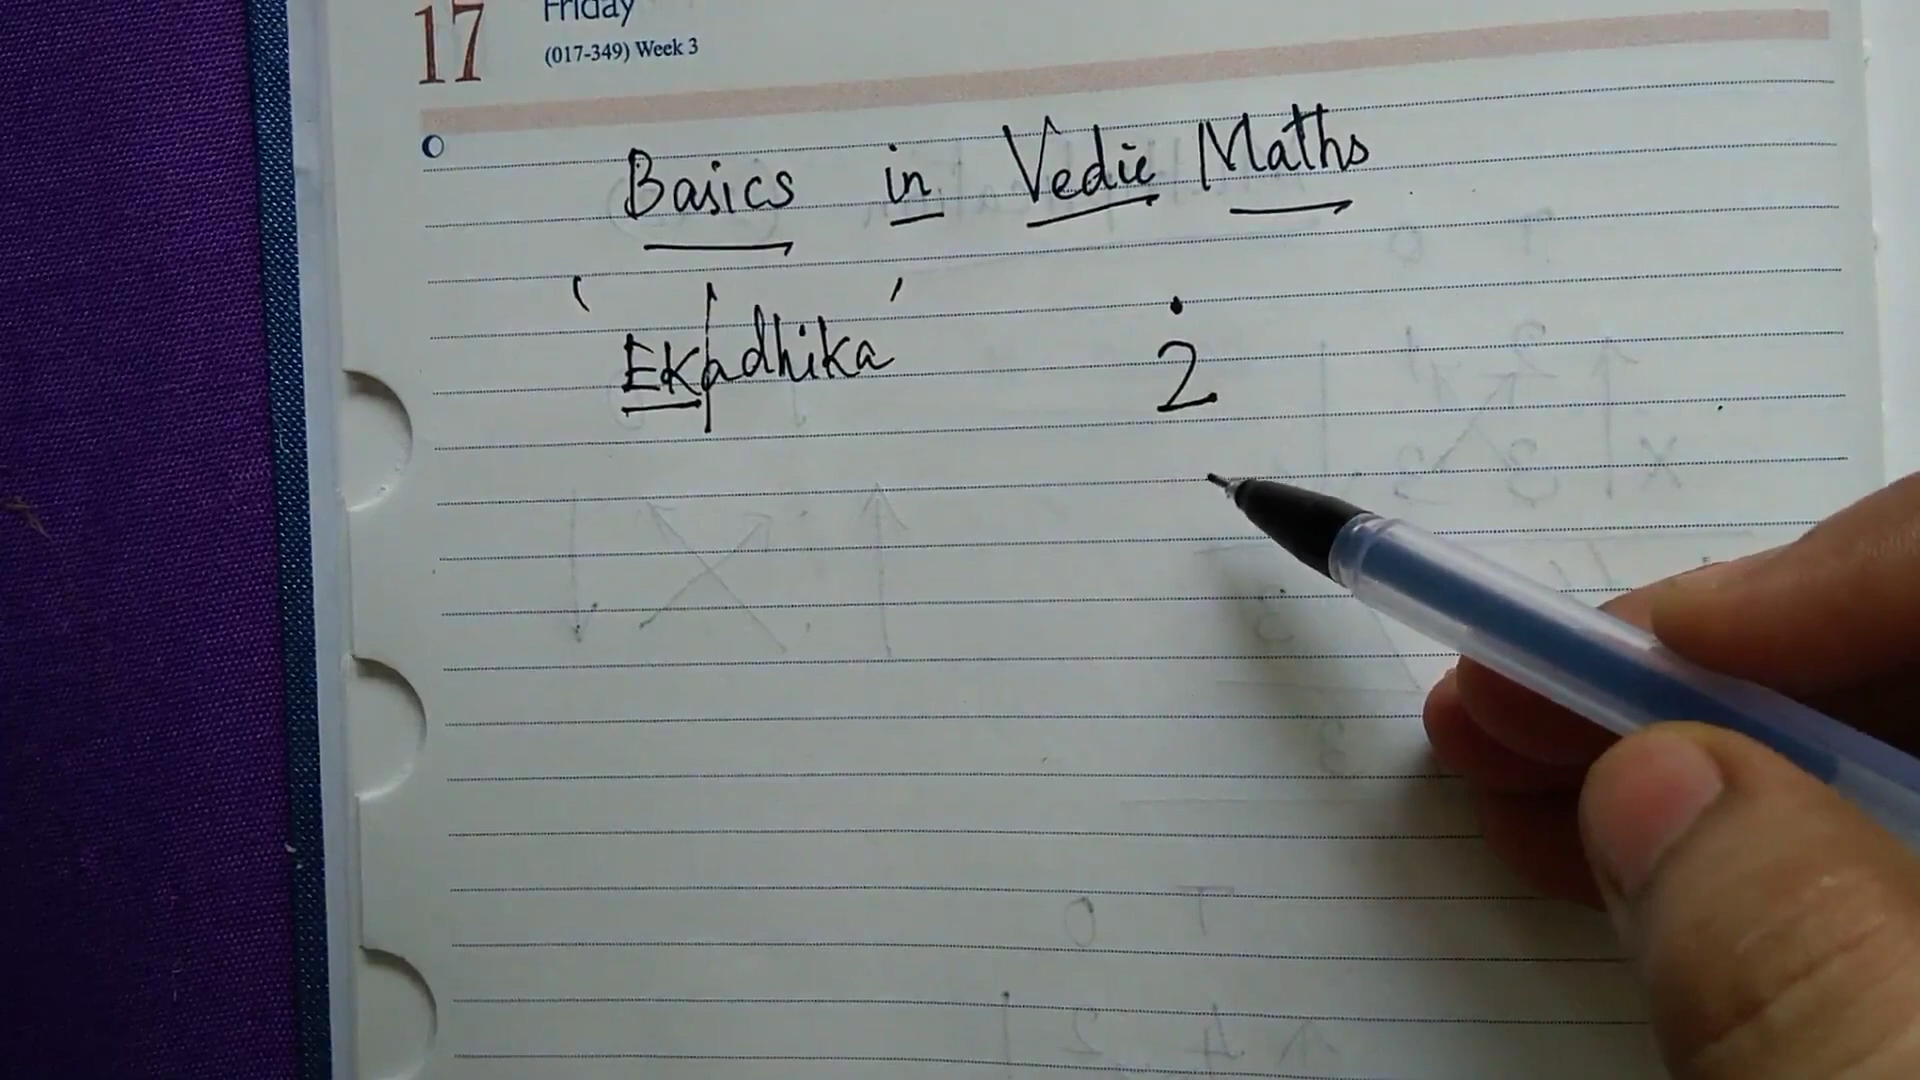 17 Friday
(017-349) Week 3
Basics in Vedic Maths
'Ekadhika' 2̇